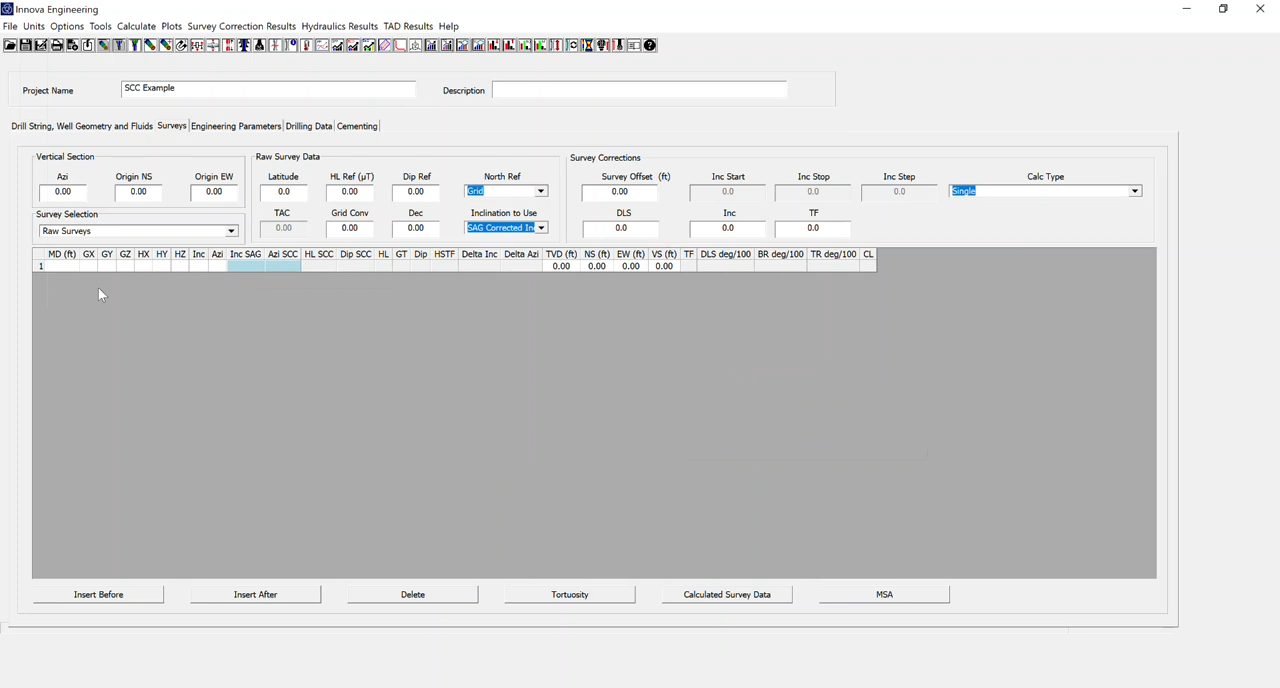 Innova Engineering
File Units Options Tools Calculate Plots Survey Correction Results Hydraulics Results TAD Results Help
Project Name SCC Example Description
Drill String, Well Geometry and Fluids Surveys Engineering Parameters Drilling Data Cementing
Vertical Section Raw Survey Data Survey Corrections
Azi Origin NS Origin EW Latitude HL Ref (µT) Dip Ref North Ref Survey Offset (ft) Inc Start Inc Stop Inc Step Calc Type
0.00 0.00 0.00 0.0 0.00 0.00 Grid 0.00 0.0 0.0 0.0 Single
Survey Selection TAC Grid Conv Dec Inclination to Use DLS Inc TF
Raw Surveys 0.00 0.00 0.00 SAG Corrected In 0.0 0.0 0.0
MD (ft) GX GY GZ HX HY HZ Inc Azi Inc SAG Azi SCC HL SCC Dip SCC HL GT Dip HSTF Delta Inc Delta Azi TVD (ft) NS (ft) EW (ft) VS (ft) TF DLS deg/100 BR deg/100 TR deg/100 CL
1 0.00 0.00 0.00 0.00
Insert Before Insert After Delete Tortuosity Calculated Survey Data MSA